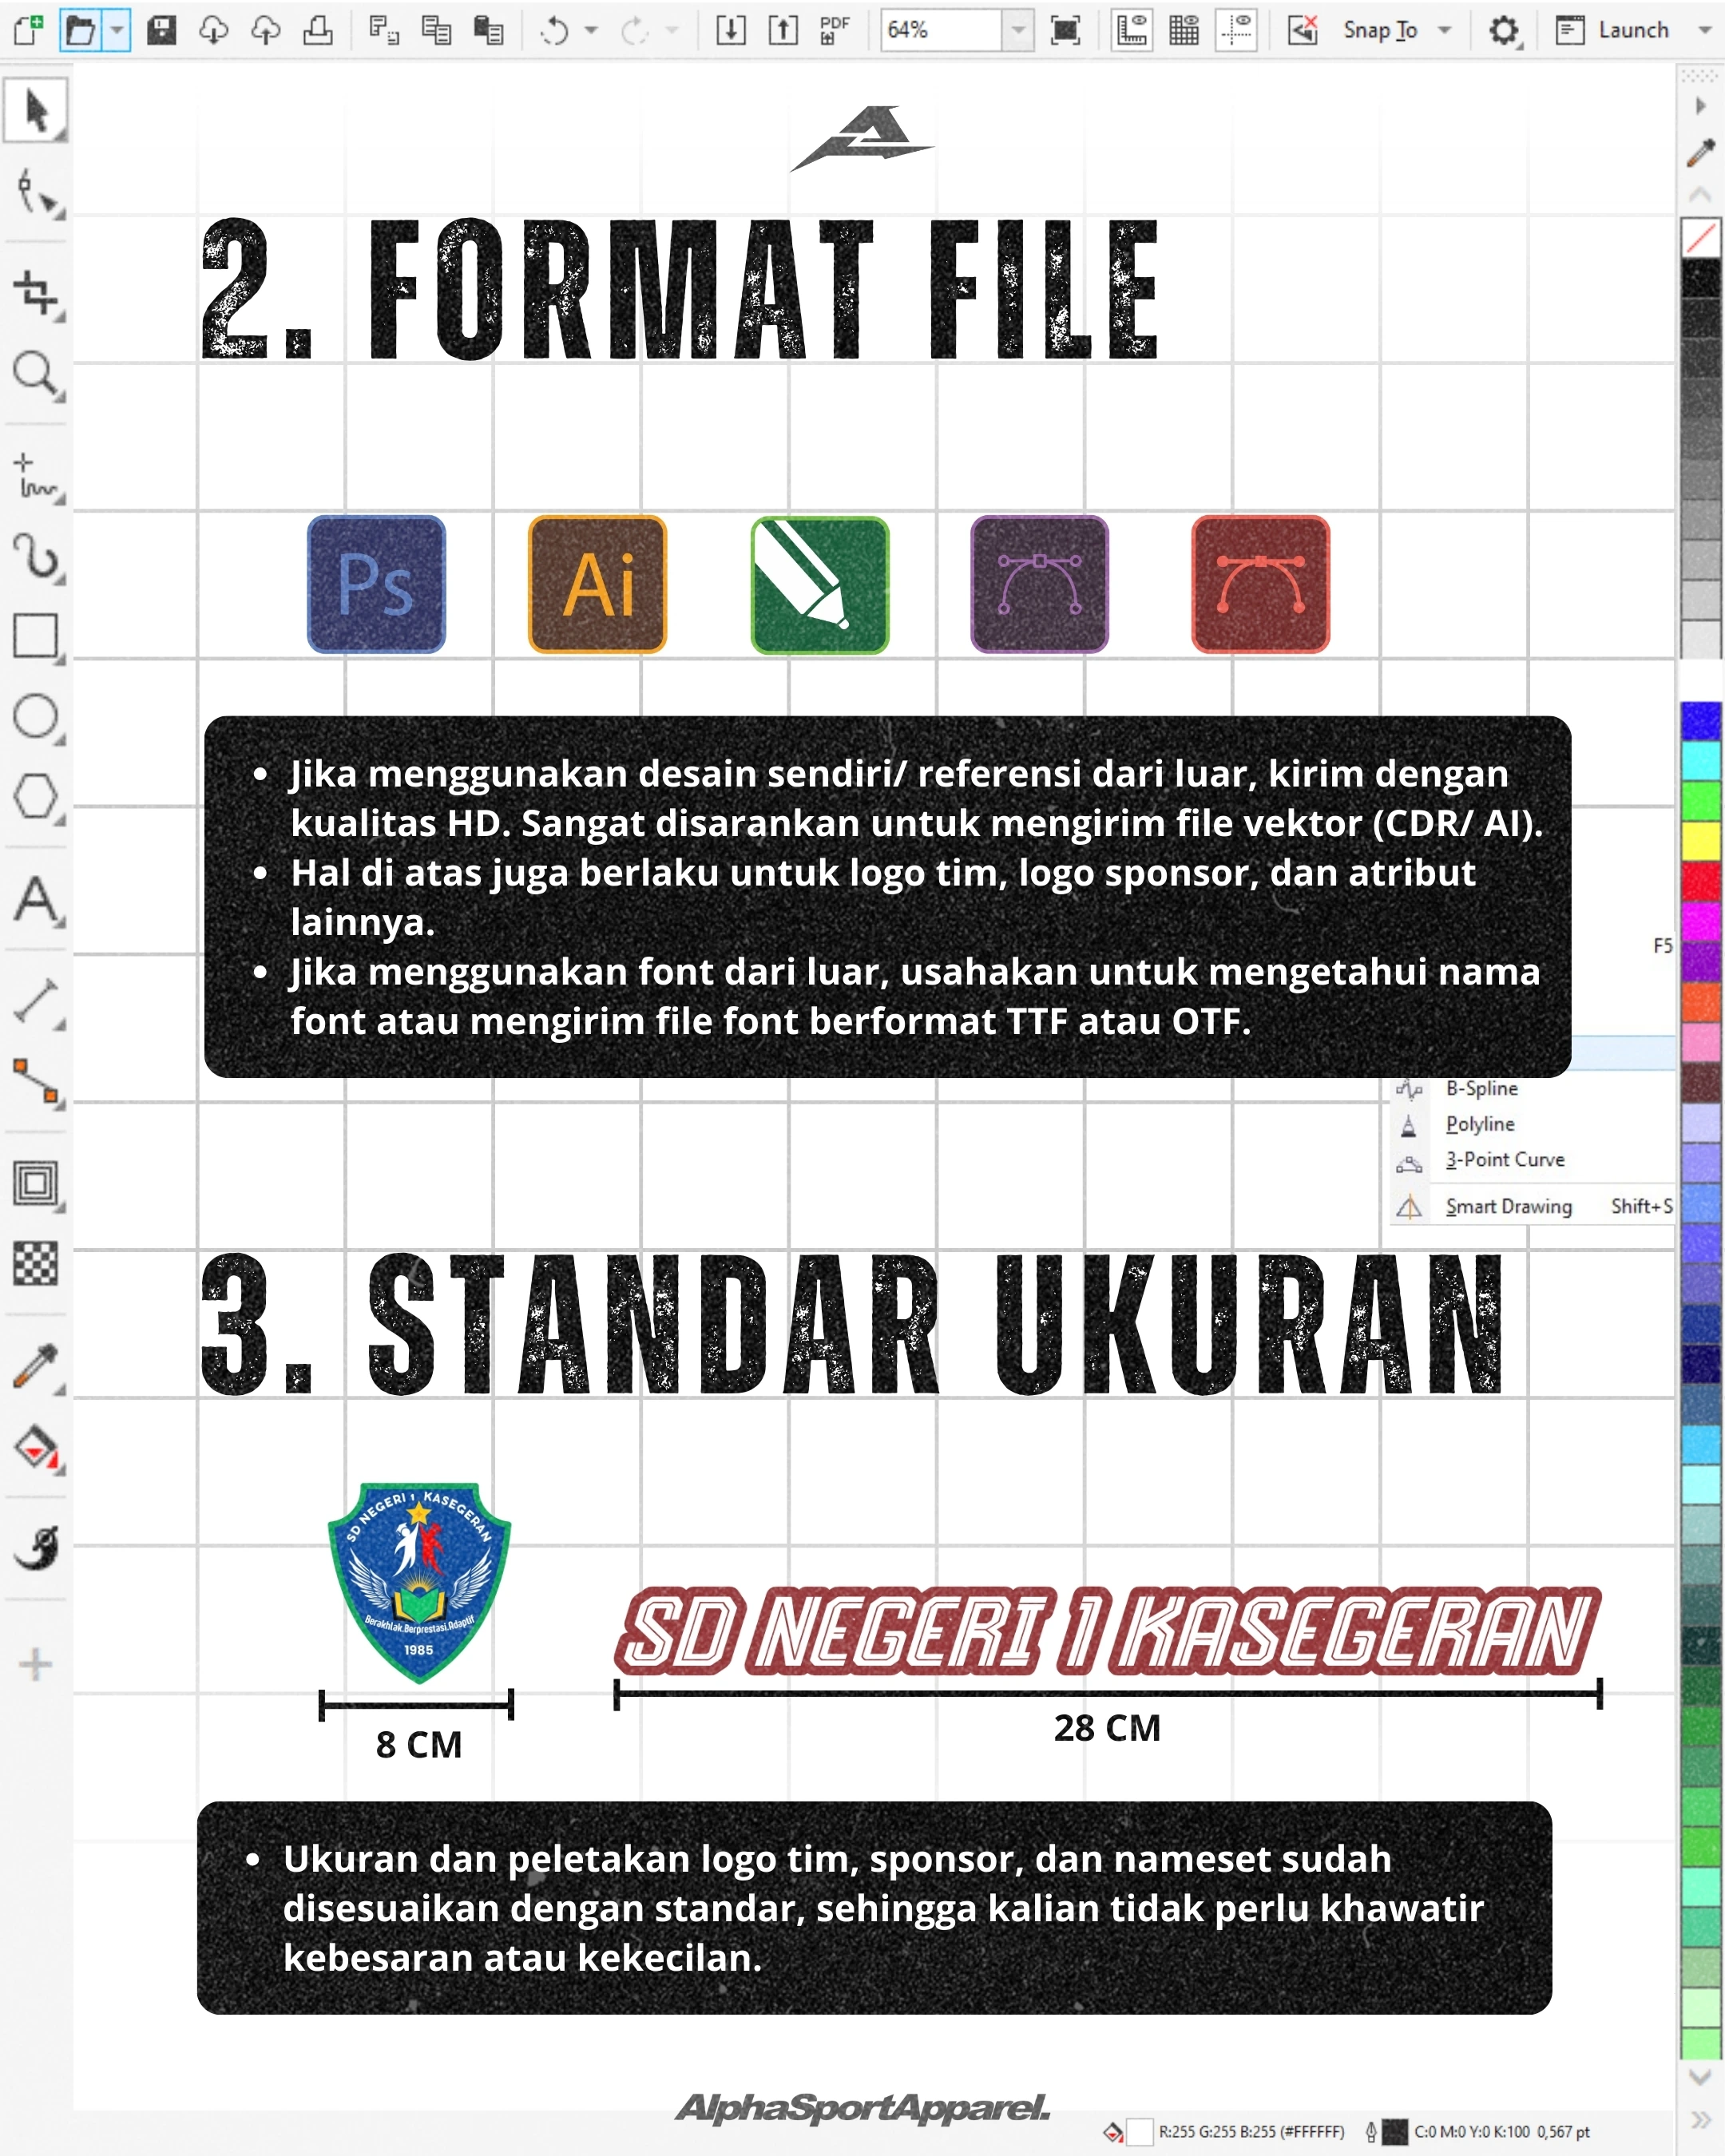 PDF
64%
Snap To
Launch
2. FORMAT FILE
Ps
Ai
• Jika menggunakan desain sendiri/ referensi dari luar, kirim dengan
kualitas HD. Sangat disarankan untuk mengirim file vektor (CDR/ AI).
• Hal di atas juga berlaku untuk logo tim, logo sponsor, dan atribut
lainnya.
• Jika menggunakan font dari luar, usahakan untuk mengetahui nama
font atau mengirim file font berformat TTF atau OTF.
F5
B-Spline
Polyline
3-Point Curve
Smart Drawing Shift+S
3. STANDAR UKURAN
SD NEGERI 1 KASEGERAN
Berakhlak.Berprestasi.Adaptif
1985
SD NEGERI 1 KASEGERAN
8 CM
28 CM
• Ukuran dan peletakan logo tim, sponsor, dan nameset sudah
disesuaikan dengan standar, sehingga kalian tidak perlu khawatir
kebesaran atau kekecilan.
AlphaSportApparel.
R:255 G:255 B:255 (#FFFFFF)
C:0 M:0 Y:0 K:100 0,567 pt